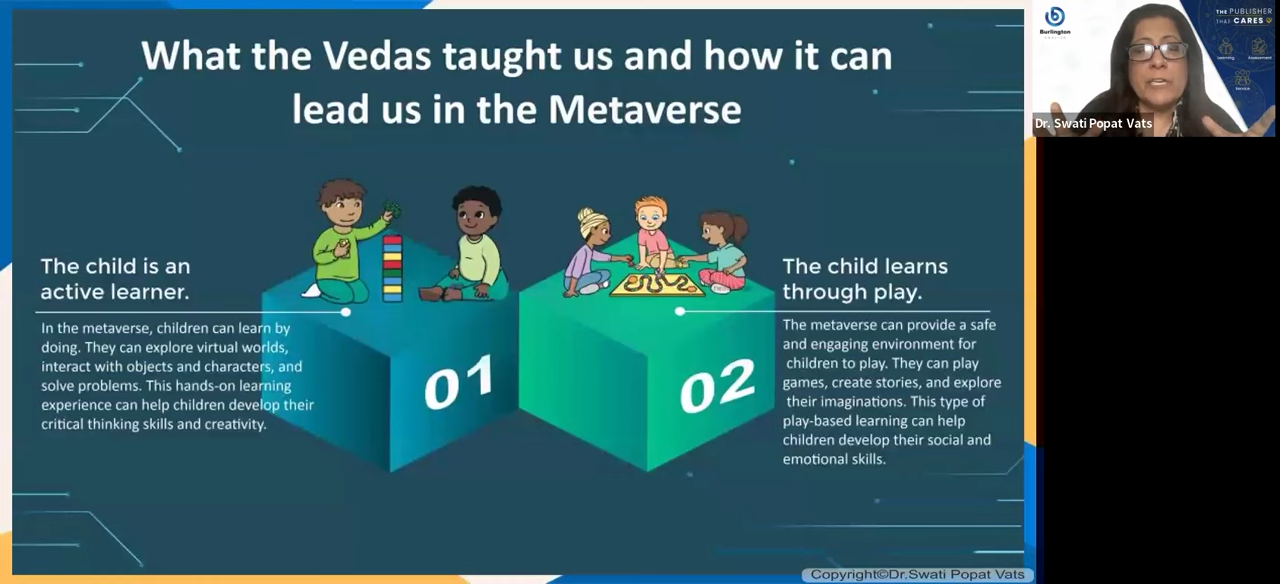 What the Vedas taught us and how it can
lead us in the Metaverse
The child is an
active learner.
In the metaverse, children can learn by
doing. They can explore virtual worlds,
interact with objects and characters, and
solve problems. This hands-on learning
experience can help children develop their
critical thinking skills and creativity.
01
02
The child learns
through play.
The metaverse can provide a safe
and engaging environment for
children to play. They can play
games, create stories, and explore
their imaginations. This type of
play-based learning can help
children develop their social and
emotional skills.
Copyright©Dr.Swati Popat Vats
Burlington
THE PUBLISHER
THAT CARES
Learning
Assessment
Service
Dr. Swati Popat Vats